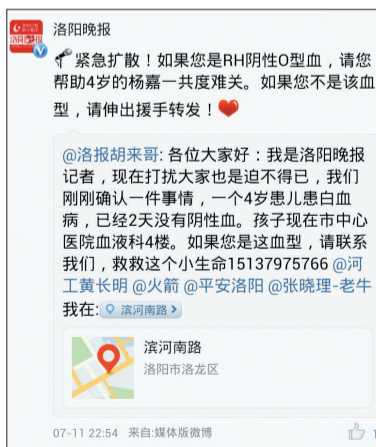 洛阳晚报
紧急扩散！如果您是RH阴性O型血，请您
帮助4岁的杨嘉一共度难关。如果您不是该血
型，请伸出援手转发！
@洛报胡来哥: 各位大家好：我是洛阳晚报
记者，现在打扰大家也是迫不得已，我们
刚刚确认一件事情，一个4岁患儿患白血
病，已经2天没有阴性血。孩子现在市中心
医院血液科4楼。如果您是这血型，请联系
我们，救救这个小生命15137975766 @河
工黄长明 @火箭 @平安洛阳 @张晓理-老牛
我在: 滨河南路 >
滨河南路
洛阳市洛龙区
07-11 22:54 来自:媒体版微博